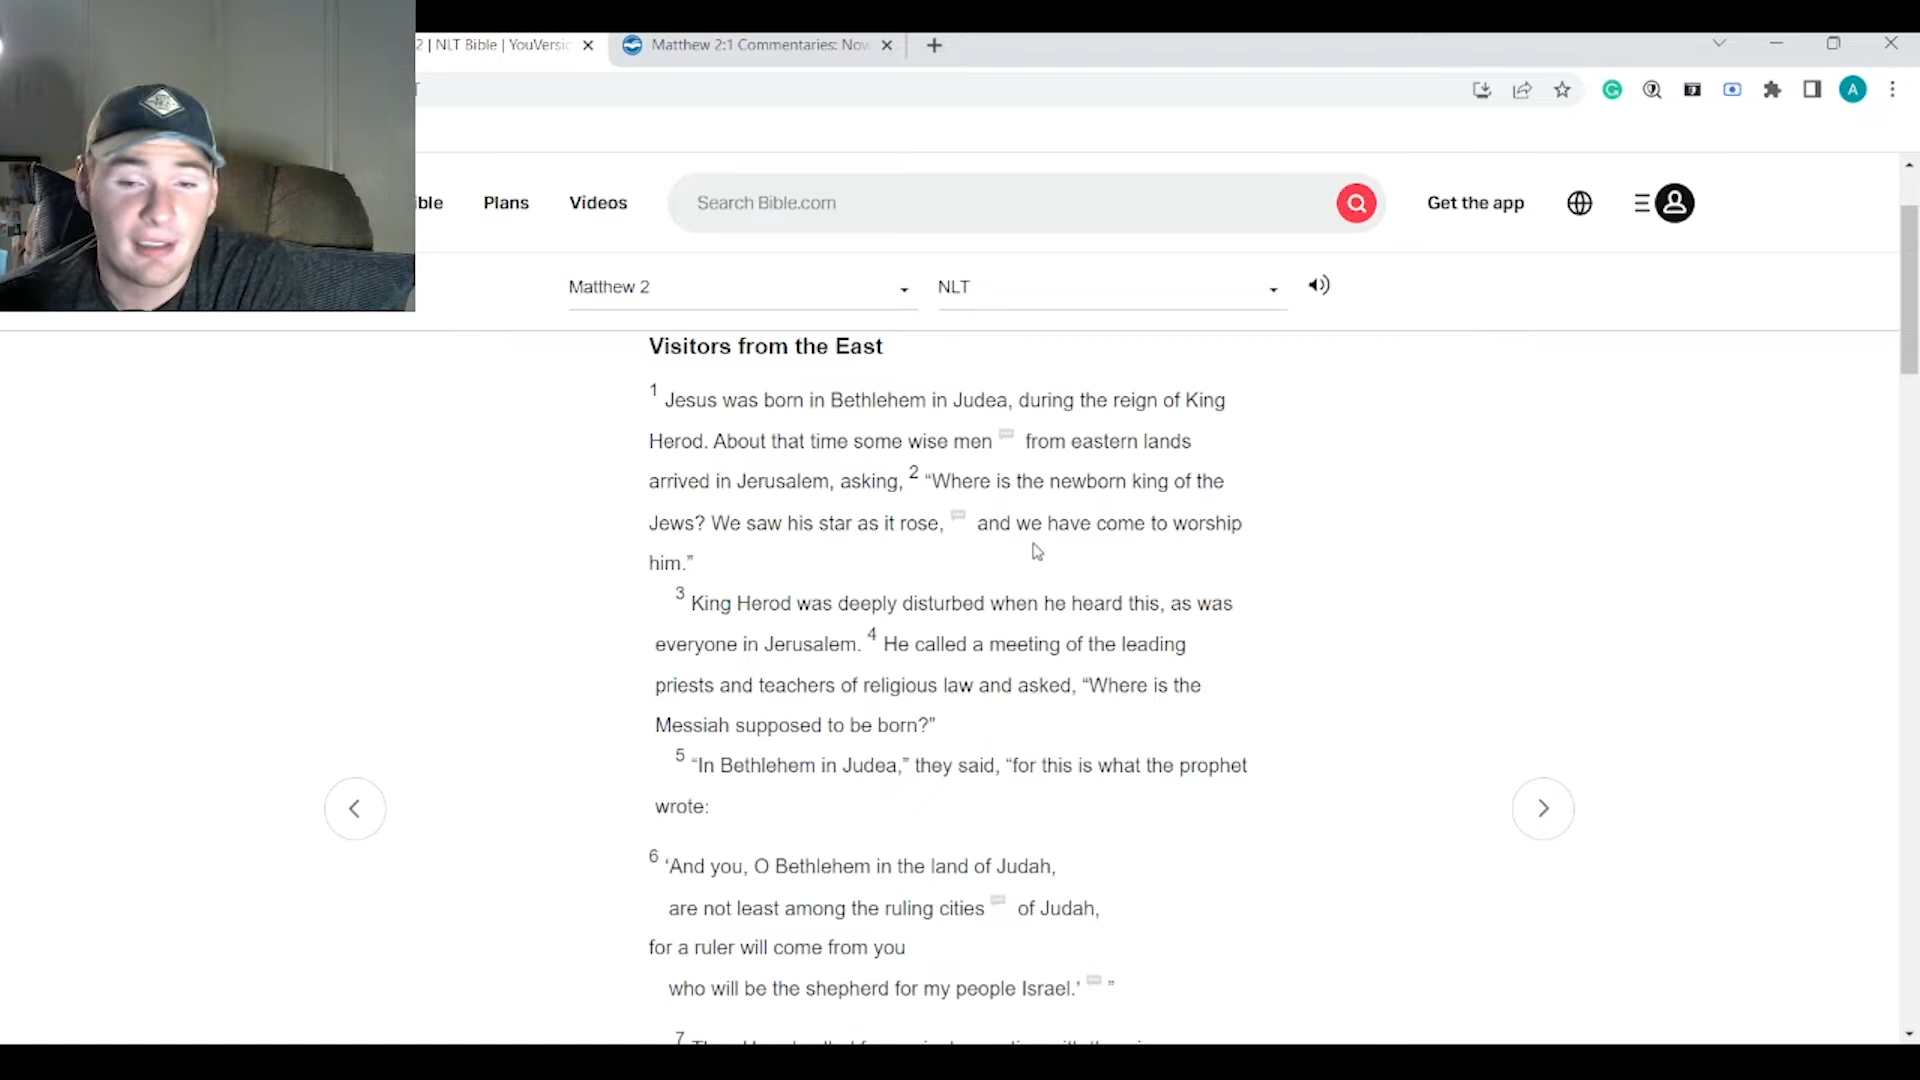 2 | NLT Bible | YouVersic
Matthew 2:1 Commentaries: Now
A
ible
Plans
Videos
Search Bible.com
Get the app
Matthew 2
NLT
Visitors from the East
1 Jesus was born in Bethlehem in Judea, during the reign of King
Herod. About that time some wise men from eastern lands
arrived in Jerusalem, asking, 2 “Where is the newborn king of the
Jews? We saw his star as it rose, and we have come to worship
him.”
3 King Herod was deeply disturbed when he heard this, as was
everyone in Jerusalem. 4 He called a meeting of the leading
priests and teachers of religious law and asked, “Where is the
Messiah supposed to be born?”
5 “In Bethlehem in Judea,” they said, “for this is what the prophet
wrote:
6 ‘And you, O Bethlehem in the land of Judah,
are not least among the ruling cities of Judah,
for a ruler will come from you
who will be the shepherd for my people Israel.’ ”
7